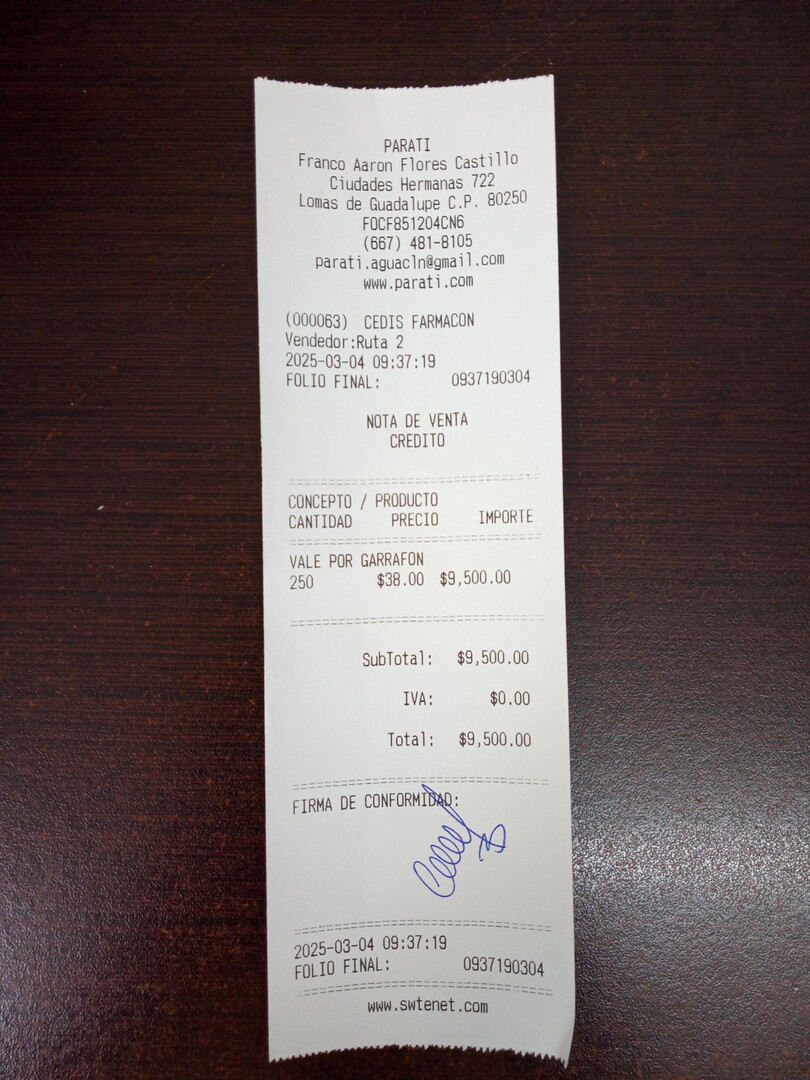 PARATI
Franco Aaron Flores Castillo
Ciudades Hermanas 722
Lomas de Guadalupe C.P. 80250
FOCF851204CN6
(667) 481-8105
parati.aguacln@gmail.com
www.parati.com
(000063) CEDIS FARMACON
Vendedor:Ruta 2
2025-03-04 09:37:19
FOLIO FINAL: 0937190304
NOTA DE VENTA
CREDITO
CONCEPTO / PRODUCTO
CANTIDAD PRECIO IMPORTE
VALE POR GARRAFON
250 $38.00 $9,500.00
SubTotal: $9,500.00
IVA: $0.00
Total: $9,500.00
FIRMA DE CONFORMIDAD:
2025-03-04 09:37:19
FOLIO FINAL: 0937190304
www.swtenet.com